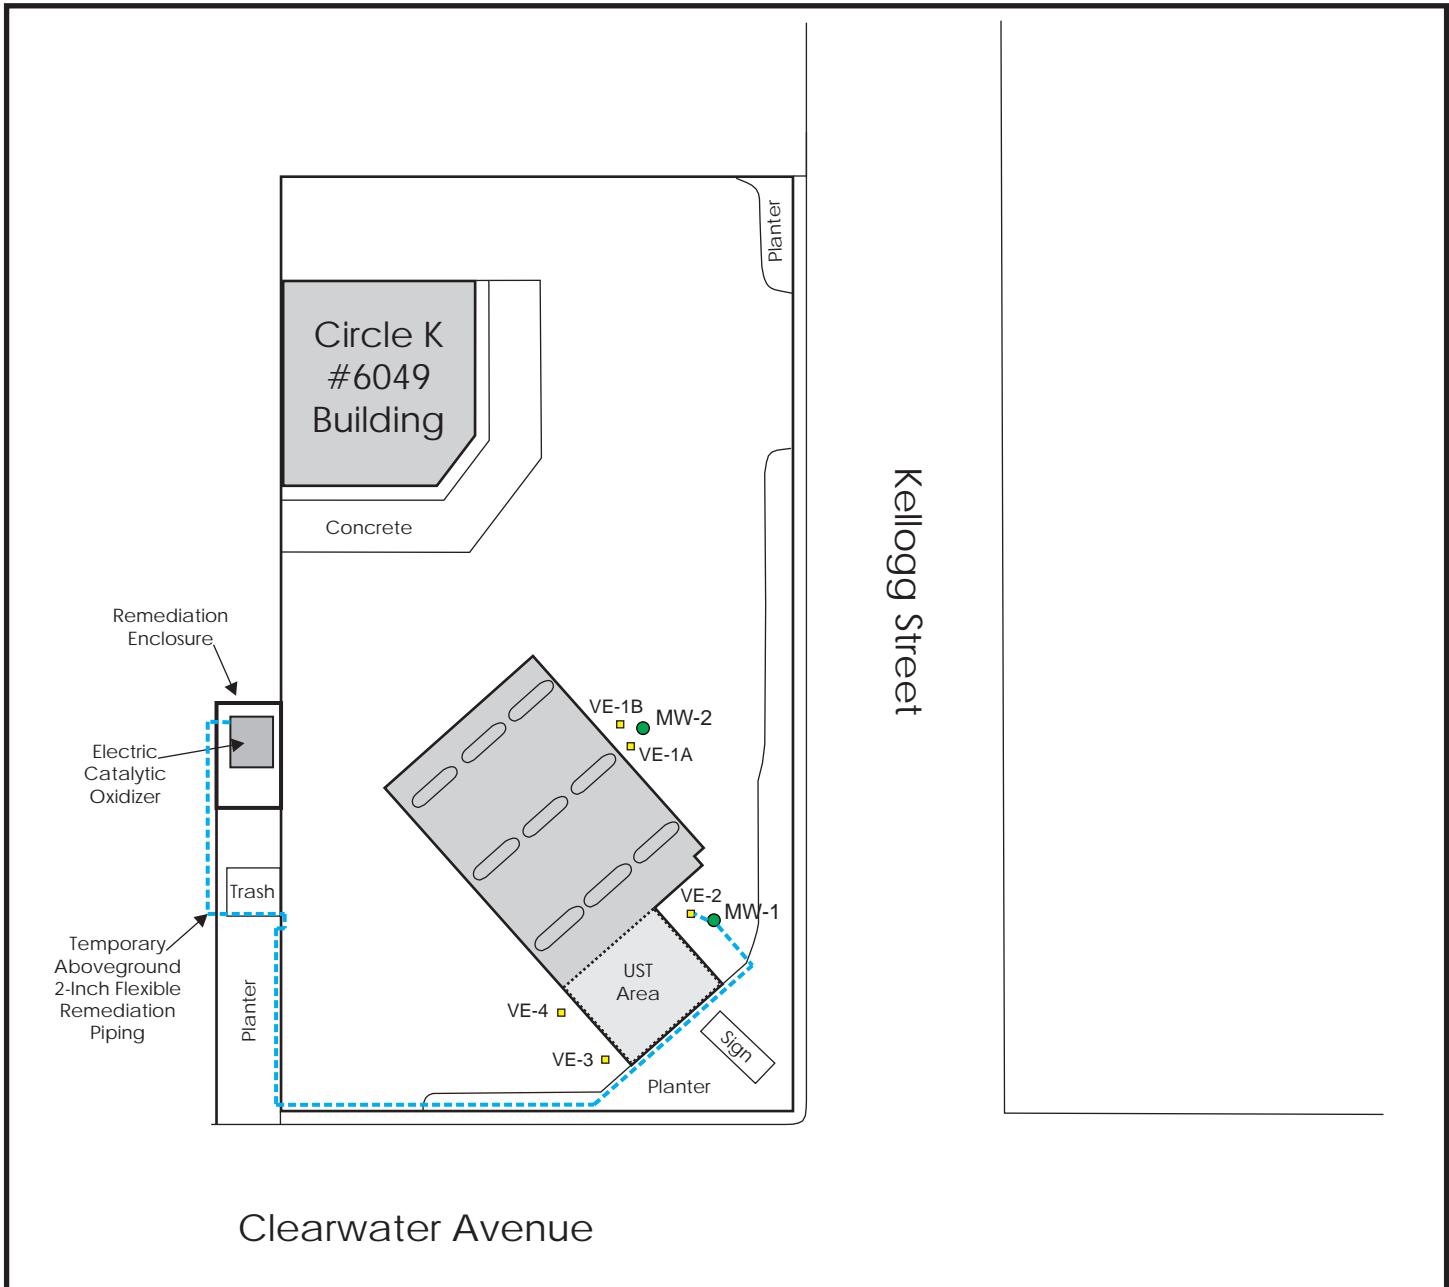 Planter
Circle K
#6049
Building
Concrete
Kellogg Street
Remediation
Enclosure
VE-1B
MW-2
VE-1A
Electric
Catalytic
Oxidizer
Trash
VE-2
MW-1
Temporary
Aboveground
2-Inch Flexible
Remediation
Piping
Planter
UST
Area
VE-4
VE-3
Sign
Planter
Clearwater Avenue